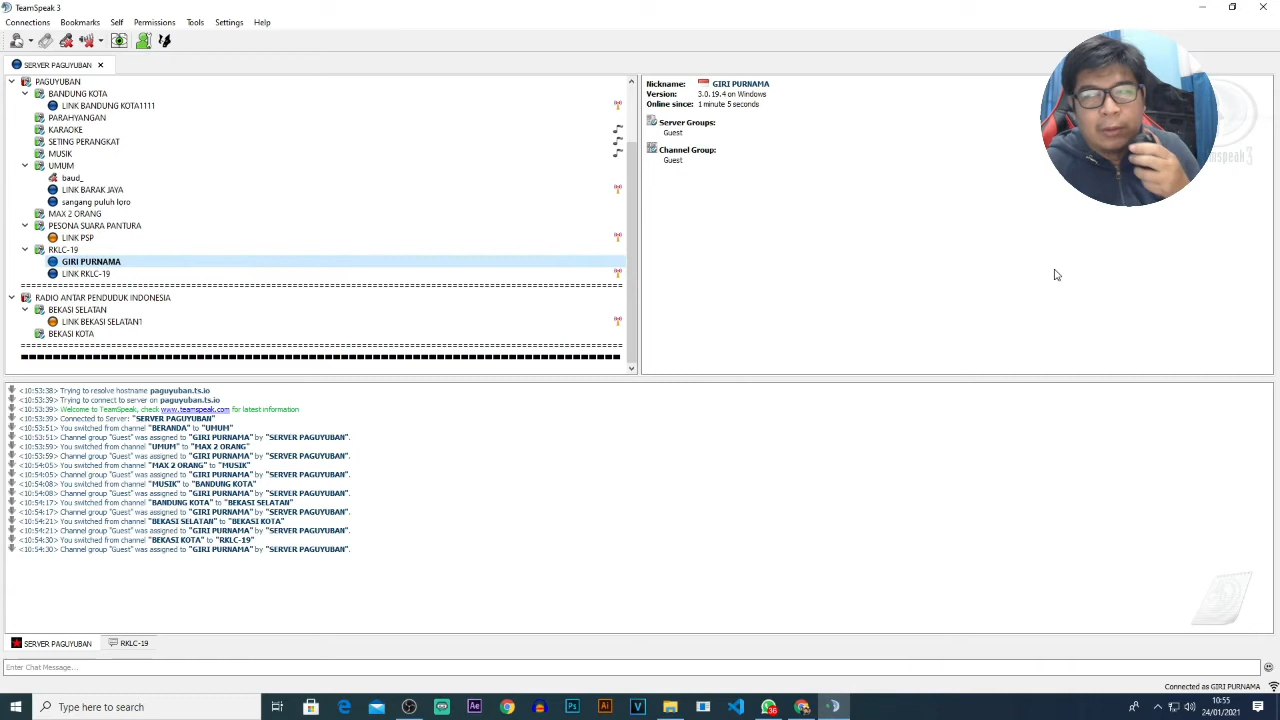 TeamSpeak 3
Connections Bookmarks Self Permissions Tools Settings Help
SERVER PAGUYUBAN
PAGUYUBAN
BANDUNG KOTA
LINK BANDUNG KOTA1111
PARAHYANGAN
KARAOKE
SETING PERANGKAT
MUSIK
UMUM
baud_
LINK BARAK JAYA
sangang puluh loro
MAX 2 ORANG
PESONA SUARA PANTURA
LINK PSP
RKLC-19
GIRI PURNAMA
LINK RKLC-19
RADIO ANTAR PENDUDUK INDONESIA
BEKASI SELATAN
LINK BEKASI SELATAN1
BEKASI KOTA
Nickname: GIRI PURNAMA
Version: 3.0.19.4 on Windows
Online since: 1 minute 5 seconds
Server Groups:
Guest
Channel Group:
Guest
<10:53:38> Trying to resolve hostname paguyuban.ts.io
<10:53:39> Trying to connect to server on paguyuban.ts.io
<10:53:39> Welcome to TeamSpeak, check www.teamspeak.com for latest information
<10:53:39> Connected to Server: "SERVER PAGUYUBAN"
<10:53:51> You switched from channel "BERANDA" to "UMUM"
<10:53:51> Channel group "Guest" was assigned to "GIRI PURNAMA" by "SERVER PAGUYUBAN".
<10:53:59> You switched from channel "UMUM" to "MAX 2 ORANG"
<10:53:59> Channel group "Guest" was assigned to "GIRI PURNAMA" by "SERVER PAGUYUBAN".
<10:54:05> You switched from channel "MAX 2 ORANG" to "MUSIK"
<10:54:05> Channel group "Guest" was assigned to "GIRI PURNAMA" by "SERVER PAGUYUBAN".
<10:54:08> You switched from channel "MUSIK" to "BANDUNG KOTA"
<10:54:08> Channel group "Guest" was assigned to "GIRI PURNAMA" by "SERVER PAGUYUBAN".
<10:54:17> You switched from channel "BANDUNG KOTA" to "BEKASI SELATAN"
<10:54:17> Channel group "Guest" was assigned to "GIRI PURNAMA" by "SERVER PAGUYUBAN".
<10:54:21> You switched from channel "BEKASI SELATAN" to "BEKASI KOTA"
<10:54:21> Channel group "Guest" was assigned to "GIRI PURNAMA" by "SERVER PAGUYUBAN".
<10:54:30> You switched from channel "BEKASI KOTA" to "RKLC-19"
<10:54:30> Channel group "Guest" was assigned to "GIRI PURNAMA" by "SERVER PAGUYUBAN".
SERVER PAGUYUBAN RKLC-19
Enter Chat Message...
Connected as GIRI PURNAMA
Type here to search
Ae
Ps
Ai
V
36
10:55
24/01/2021